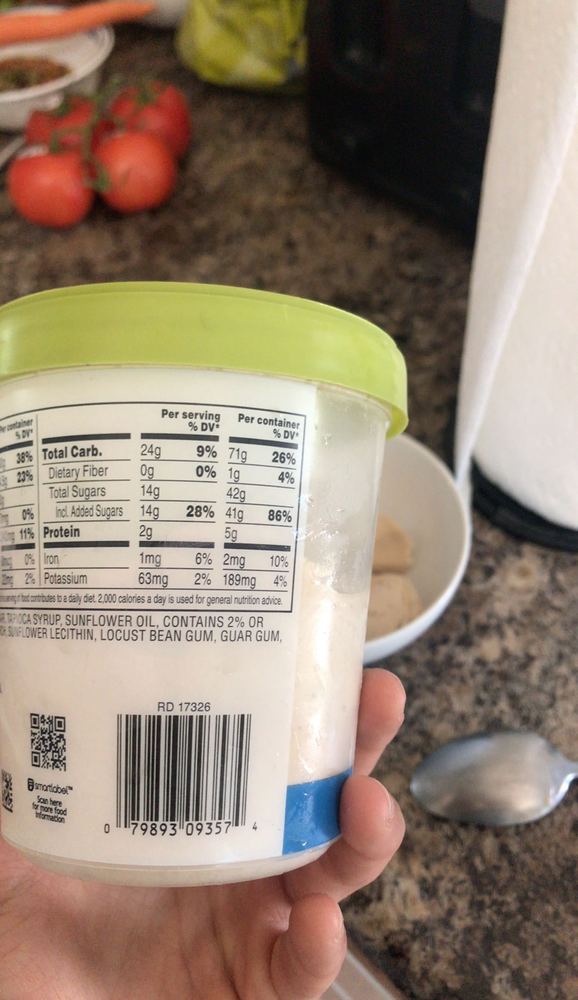 Per container
% DV*
Per serving
% DV*
Per container
% DV*
38% Total Carb. 24g 9% 71g 26%
23% Dietary Fiber 0g 0% 1g 4%
Total Sugars 14g 42g
0% Incl. Added Sugars 14g 28% 41g 86%
11% Protein 2g 5g
0% Iron 1mg 6% 2mg 10%
2% Potassium 63mg 2% 189mg 4%
of food contributes to a daily diet. 2,000 calories a day is used for general nutrition advice.
TAPIOCA SYRUP, SUNFLOWER OIL, CONTAINS 2% OR
SUNFLOWER LECITHIN, LOCUST BEAN GUM, GUAR GUM,
RD 17326
smartlabel™
Scan here
for more food
information
0 79893 09357 4